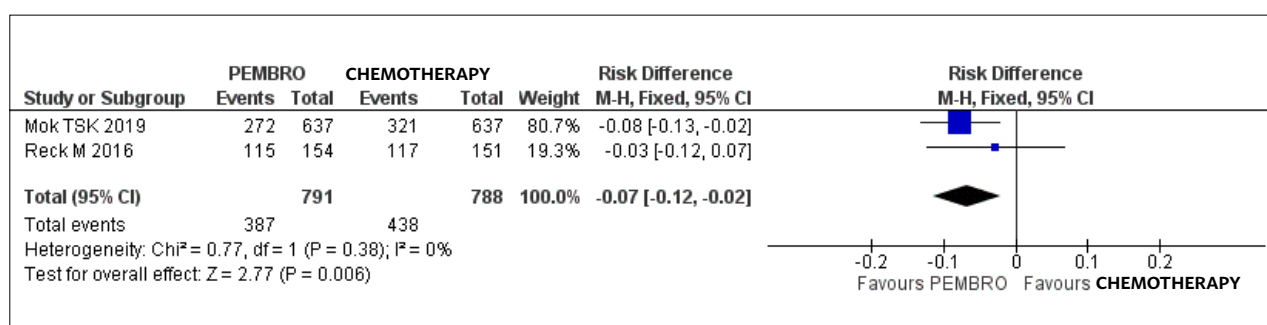 PEMBRO CHEMOTHERAPY Risk Difference Risk Difference
Study or Subgroup Events Total Events Total Weight M-H, Fixed, 95% CI M-H, Fixed, 95% CI
Mok TSK 2019 272 637 321 637 80.7% -0.08 [-0.13, -0.02]
Reck M 2016 115 154 117 151 19.3% -0.03 [-0.12, 0.07]
Total (95% CI) 791 788 100.0% -0.07 [-0.12, -0.02]
Total events 387 438
Heterogeneity: Chi² = 0.77, df = 1 (P = 0.38); I² = 0%
Test for overall effect: Z = 2.77 (P = 0.006)
-0.2 -0.1 0 0.1 0.2
Favours PEMBRO Favours CHEMOTHERAPY